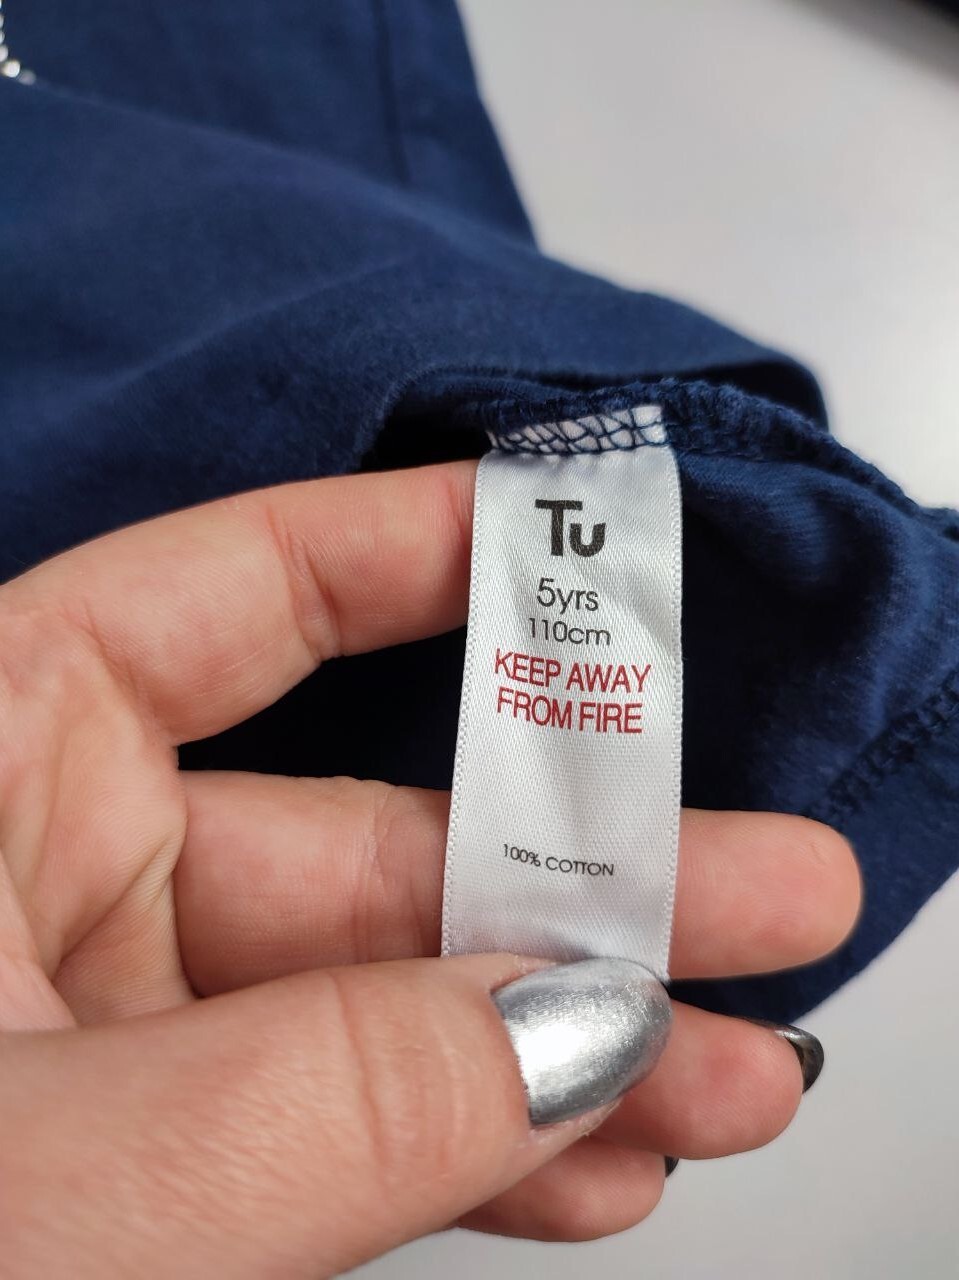 Tu
5yrs
110cm
KEEP AWAY
FROM FIRE
100% COTTON